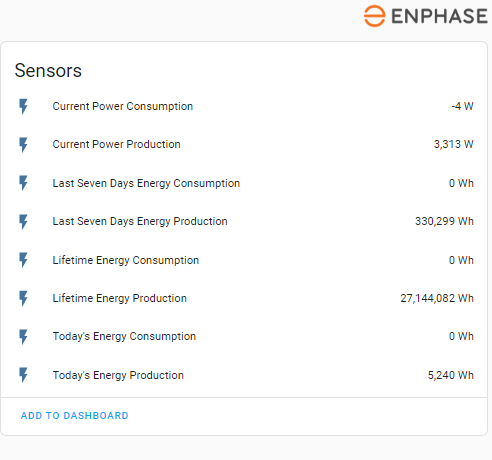 ENPHASE
Sensors
Current Power Consumption -4 W
Current Power Production 3,313 W
Last Seven Days Energy Consumption 0 Wh
Last Seven Days Energy Production 330,299 Wh
Lifetime Energy Consumption 0 Wh
Lifetime Energy Production 27,144,082 Wh
Today's Energy Consumption 0 Wh
Today's Energy Production 5,240 Wh
ADD TO DASHBOARD